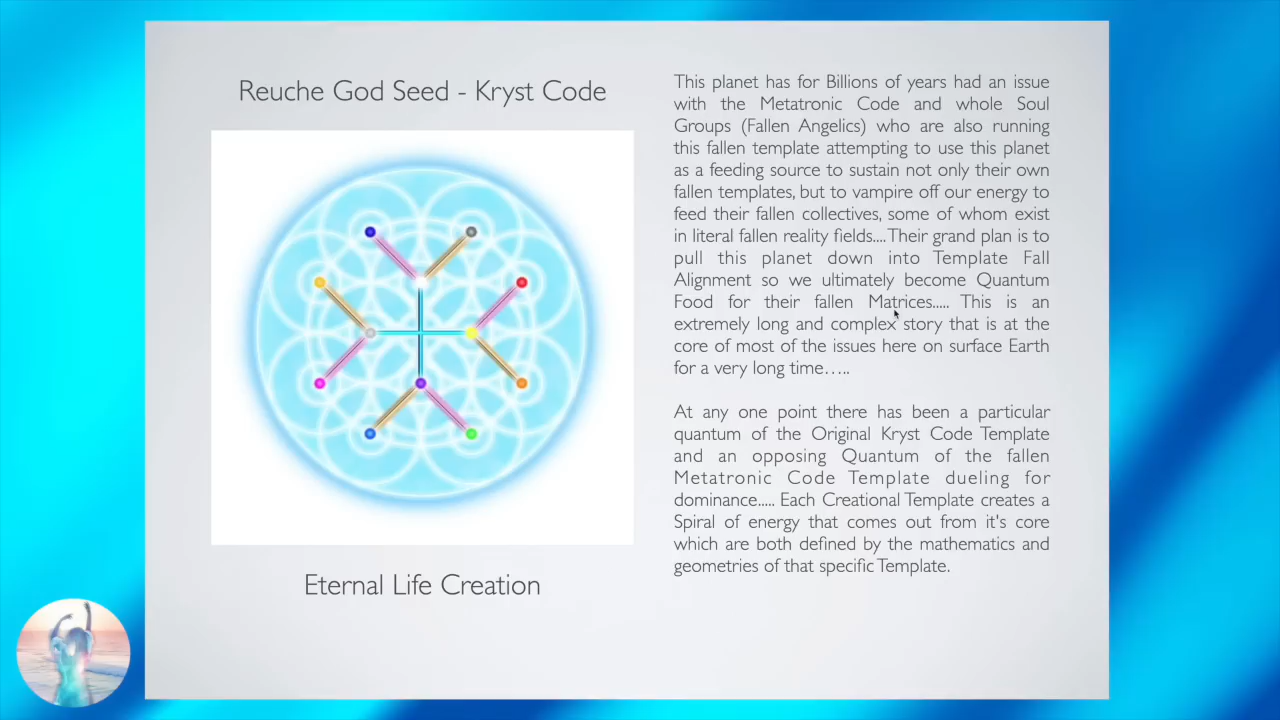 Reuche God Seed - Kryst Code
Eternal Life Creation
This planet has for Billions of years had an issue
with the Metatronic Code and whole Soul
Groups (Fallen Angelics) who are also running
this fallen template attempting to use this planet
as a feeding source to sustain not only their own
fallen templates, but to vampire off our energy to
feed their fallen collectives, some of whom exist
in literal fallen reality fields.... Their grand plan is to
pull this planet down into Template Fall
Alignment so we ultimately become Quantum
Food for their fallen Matrices..... This is an
extremely long and complex story that is at the
core of most of the issues here on surface Earth
for a very long time…..
At any one point there has been a particular
quantum of the Original Kryst Code Template
and an opposing Quantum of the fallen
Metatronic Code Template dueling for
dominance..... Each Creational Template creates a
Spiral of energy that comes out from it's core
which are both defined by the mathematics and
geometries of that specific Template.